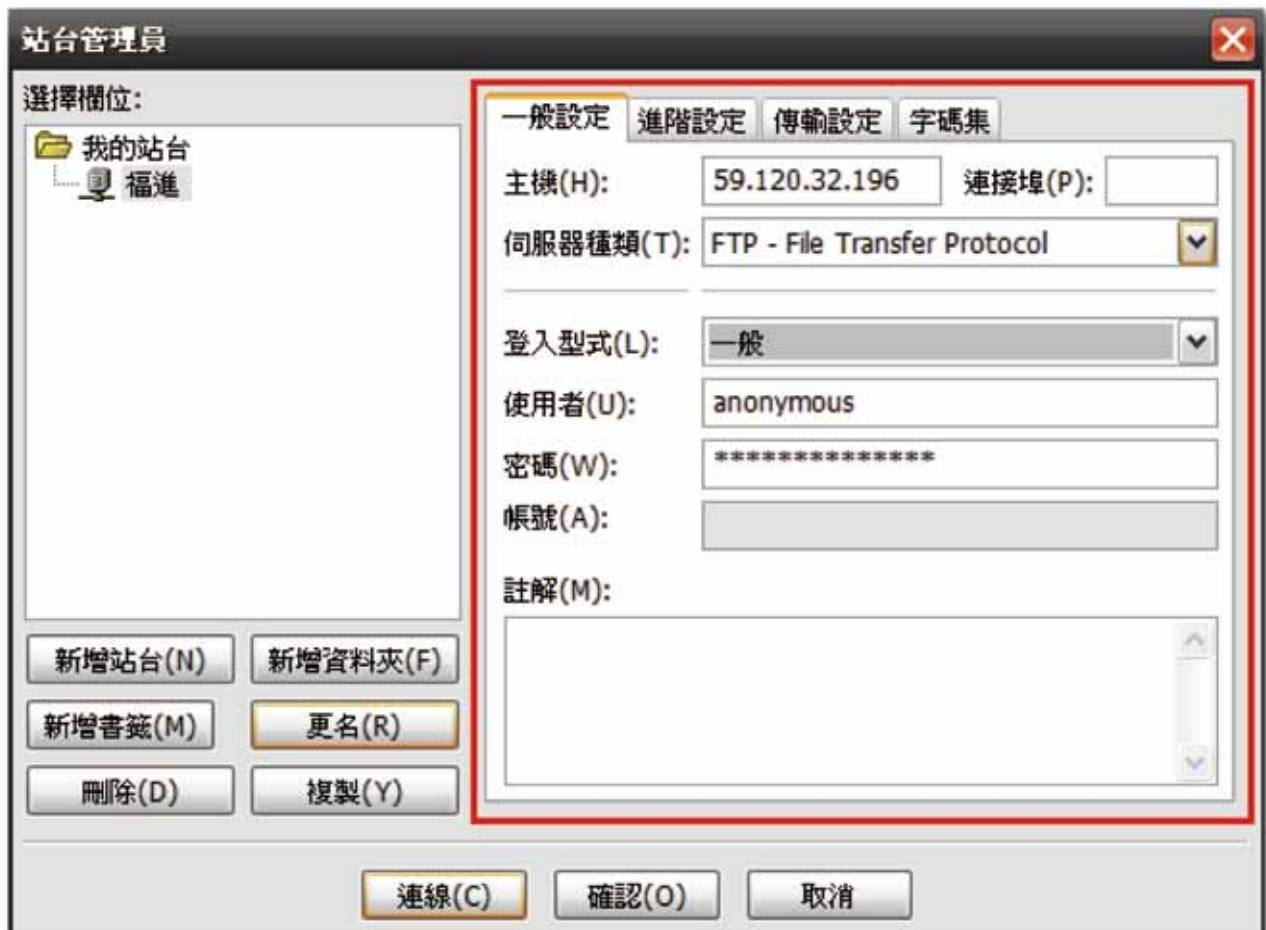 站台管理員
選擇欄位:
我的站台
福進
新增站台(N) 新增資料夾(F)
新增書籤(M) 更名(R)
刪除(D) 複製(Y)
一般設定 進階設定 傳輸設定 字碼集
主機(H): 59.120.32.196 連接埠(P):
伺服器種類(T): FTP - File Transfer Protocol
登入型式(L): 一般
使用者(U): anonymous
密碼(W): **************
帳號(A):
註解(M):
連線(C) 確認(O) 取消